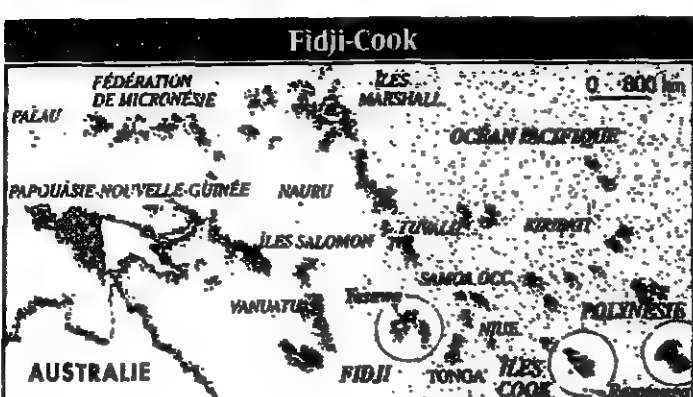 Fidji-Cook
FÉDÉRATION
DE MICRONÉSIE
ÎLES
MARSHALL
0 800 km
PALAU
OCÉAN PACIFIQUE
PAPOUASIE-NOUVELLE-GUINÉE
NAURU
TUVALU
KIRIBATI
ÎLES SALOMON
SAMOA OCC.
VANUATU
POLYNÉSIE
NIUE
AUSTRALIE
FIDJI
TONGA
ÎLES
COOK